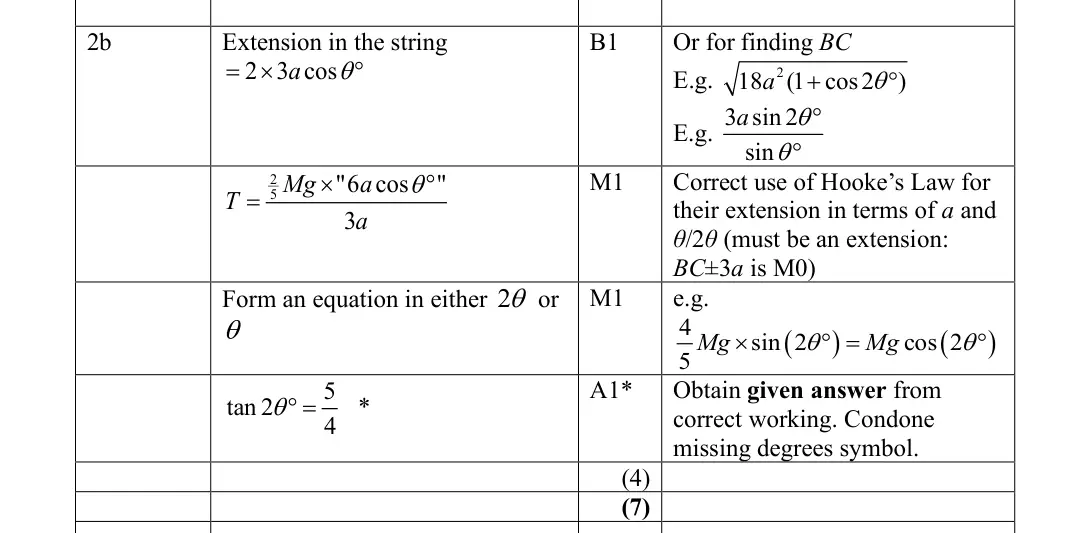 2b Extension in the string B1 Or for finding BC
= 2 × 3a cos θ°
E.g. √(18a²(1 + cos 2θ°))
E.g. (3a sin 2θ°)/(sin θ°)
T = (2/5 Mg × "6a cos θ°")/(3a) M1 Correct use of Hooke’s Law for
their extension in terms of a and
θ/2θ (must be an extension:
BC±3a is M0)
Form an equation in either 2θ or M1 e.g.
θ
4/5 Mg × sin (2θ°) = Mg cos (2θ°)
tan 2θ° = 5/4 * A1* Obtain given answer from
correct working. Condone
missing degrees symbol.
(4)
(7)